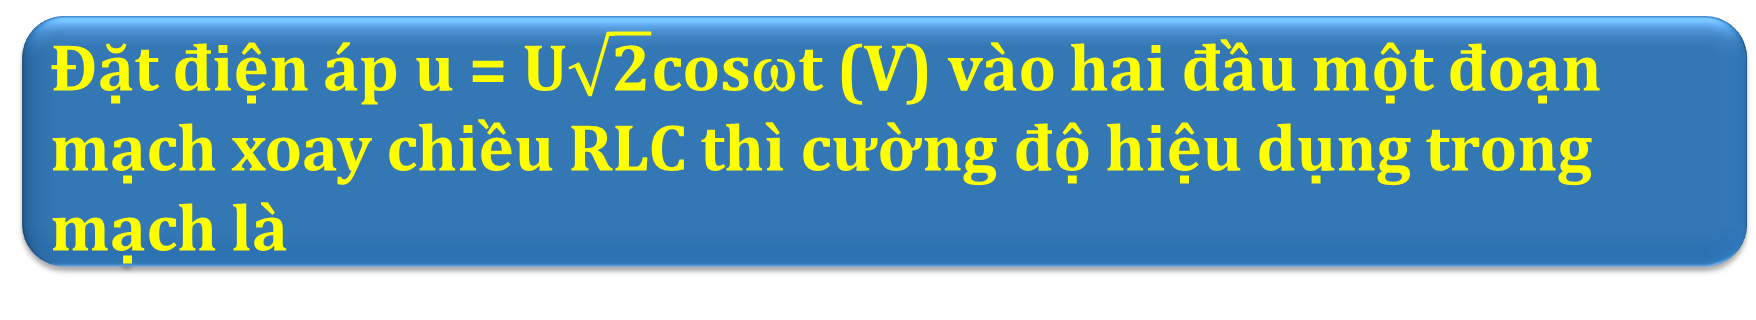 Đặt điện áp u = U√2cosωt (V) vào hai đầu một đoạn
mạch xoay chiều RLC thì cường độ hiệu dụng trong
mạch là